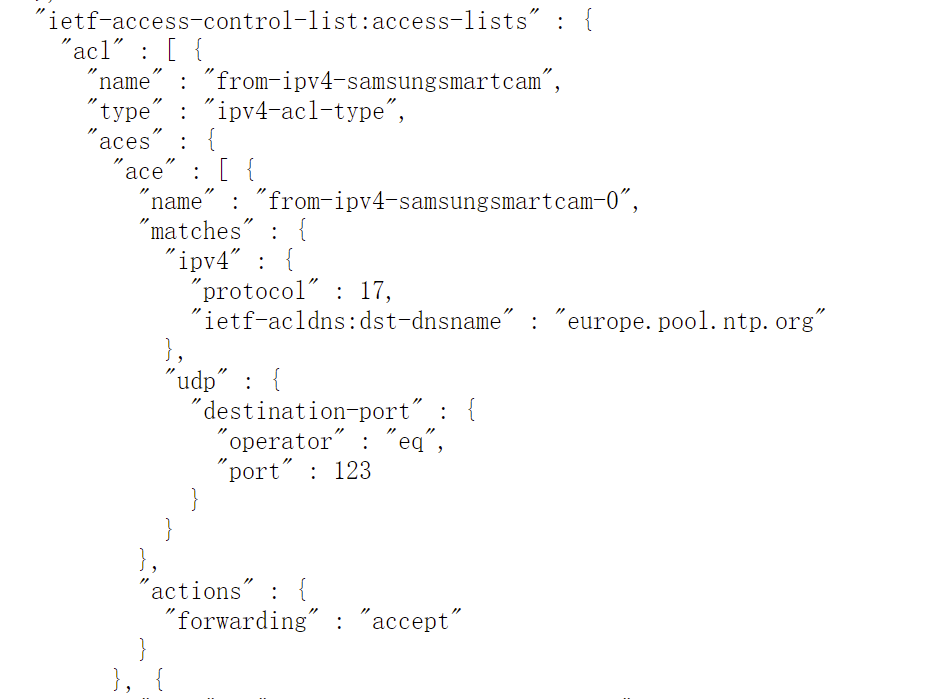 "ietf-access-control-list:access-lists" : {
"acl" : [ {
"name" : "from-ipv4-samsungsmartcam",
"type" : "ipv4-acl-type",
"aces" : {
"ace" : [ {
"name" : "from-ipv4-samsungsmartcam-0",
"matches" : {
"ipv4" : {
"protocol" : 17,
"ietf-acldns:dst-dnsname" : "europe.pool.ntp.org"
},
"udp" : {
"destination-port" : {
"operator" : "eq",
"port" : 123
}
}
},
"actions" : {
"forwarding" : "accept"
}
}, {